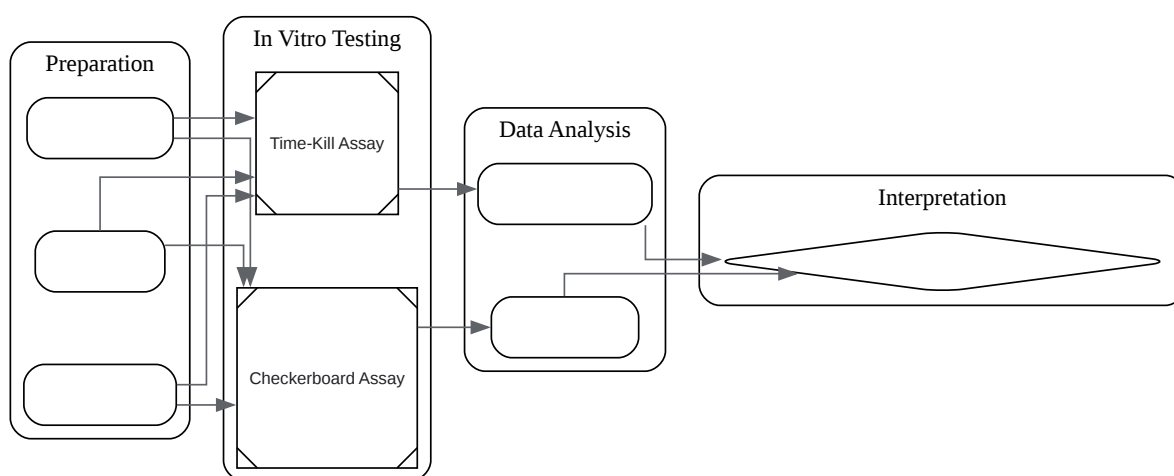 Preparation
In Vitro Testing
Time-Kill Assay
Checkerboard Assay
Data Analysis
Interpretation